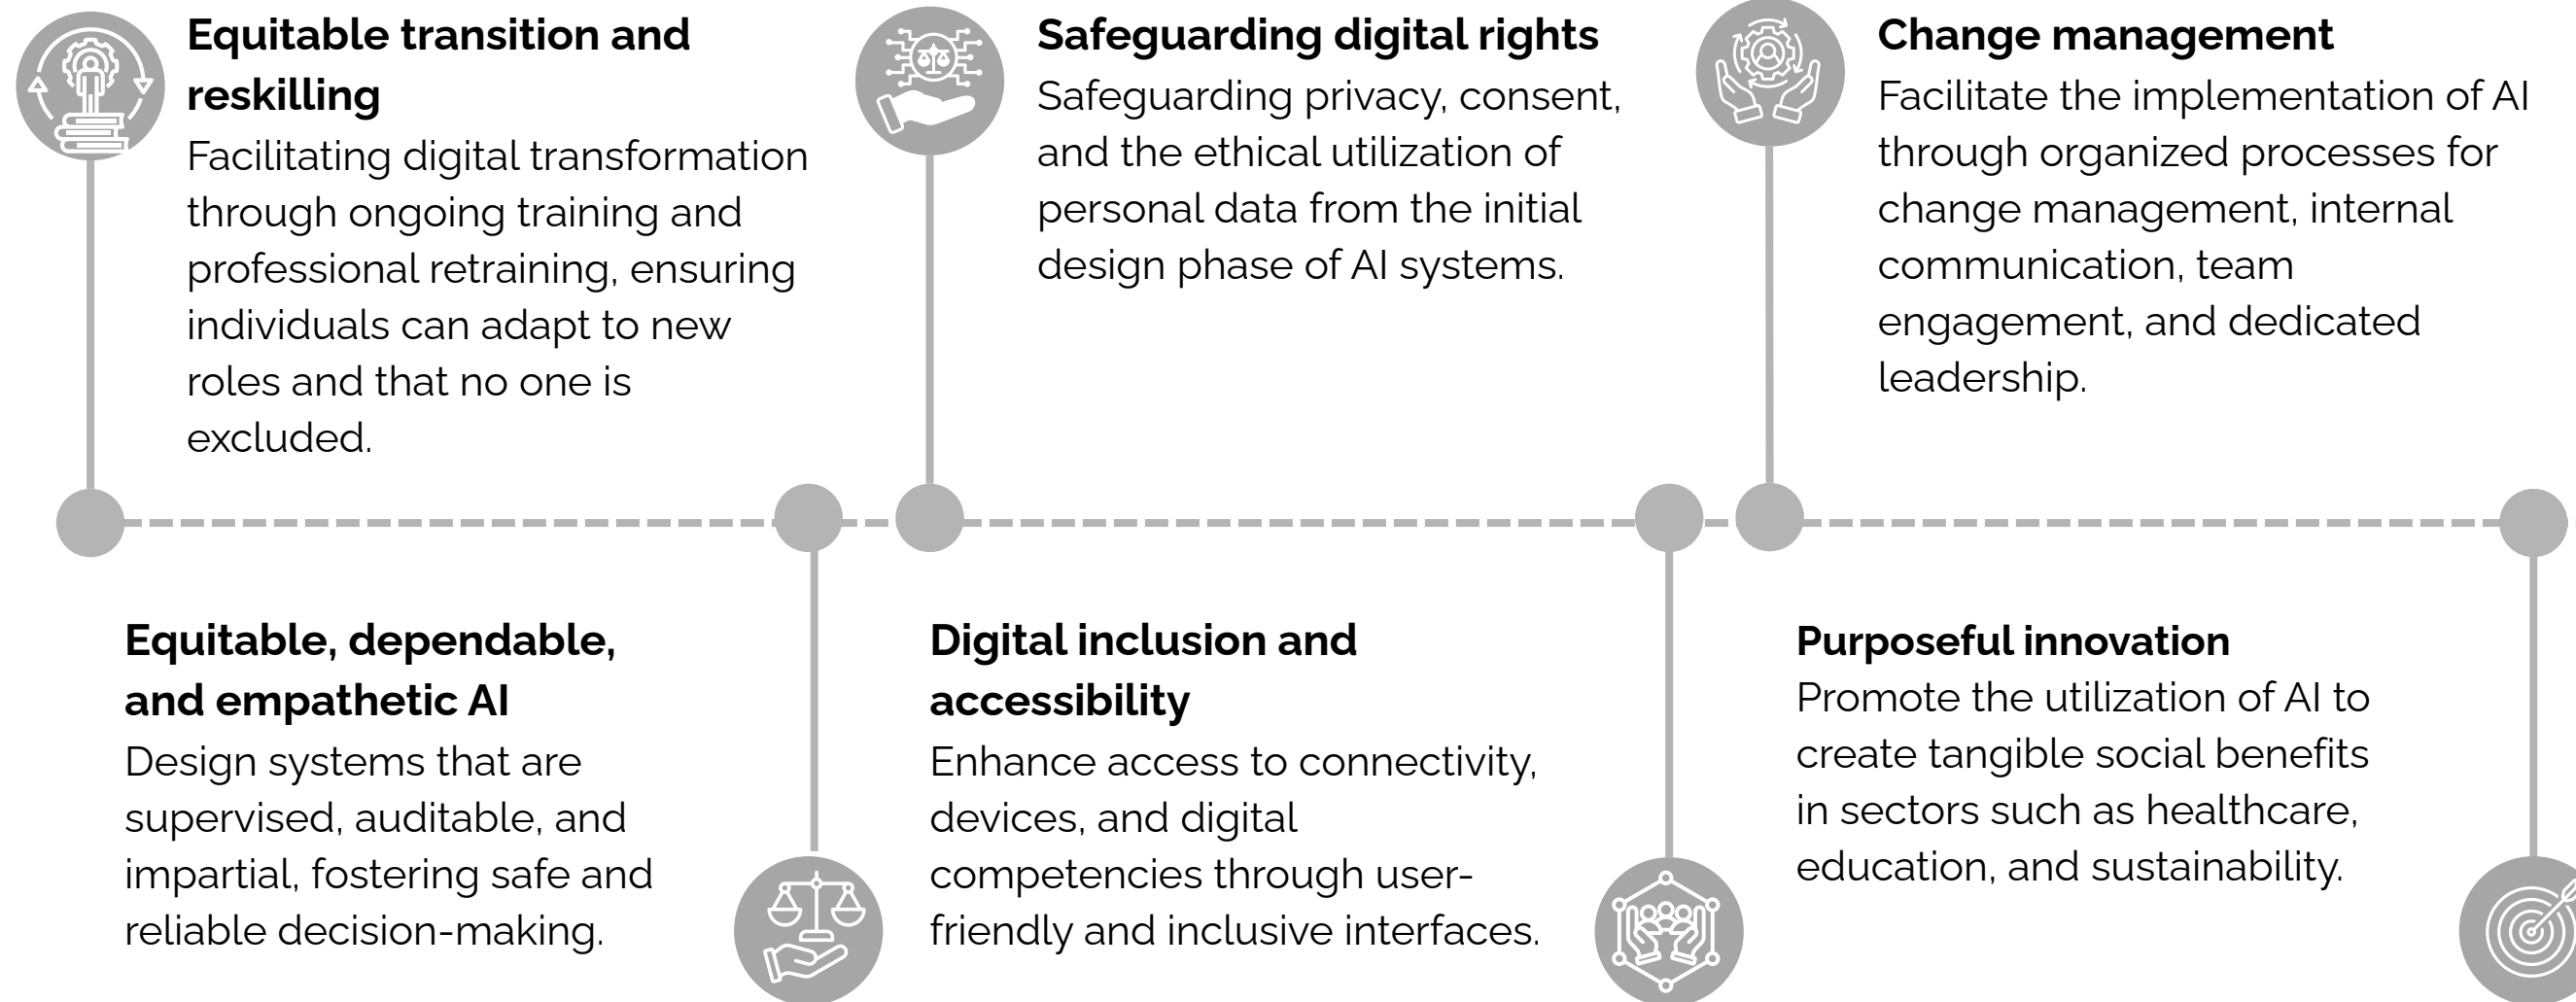 Equitable transition and
reskilling
Facilitating digital transformation
through ongoing training and
professional retraining, ensuring
individuals can adapt to new
roles and that no one is
excluded.
Safeguarding digital rights
Safeguarding privacy, consent,
and the ethical utilization of
personal data from the initial
design phase of AI systems.
Change management
Facilitate the implementation of AI
through organized processes for
change management, internal
communication, team
engagement, and dedicated
leadership.
Equitable, dependable,
and empathetic AI
Design systems that are
supervised, auditable, and
impartial, fostering safe and
reliable decision-making.
Digital inclusion and
accessibility
Enhance access to connectivity,
devices, and digital
competencies through user-
friendly and inclusive interfaces.
Purposeful innovation
Promote the utilization of AI to
create tangible social benefits
in sectors such as healthcare,
education, and sustainability.